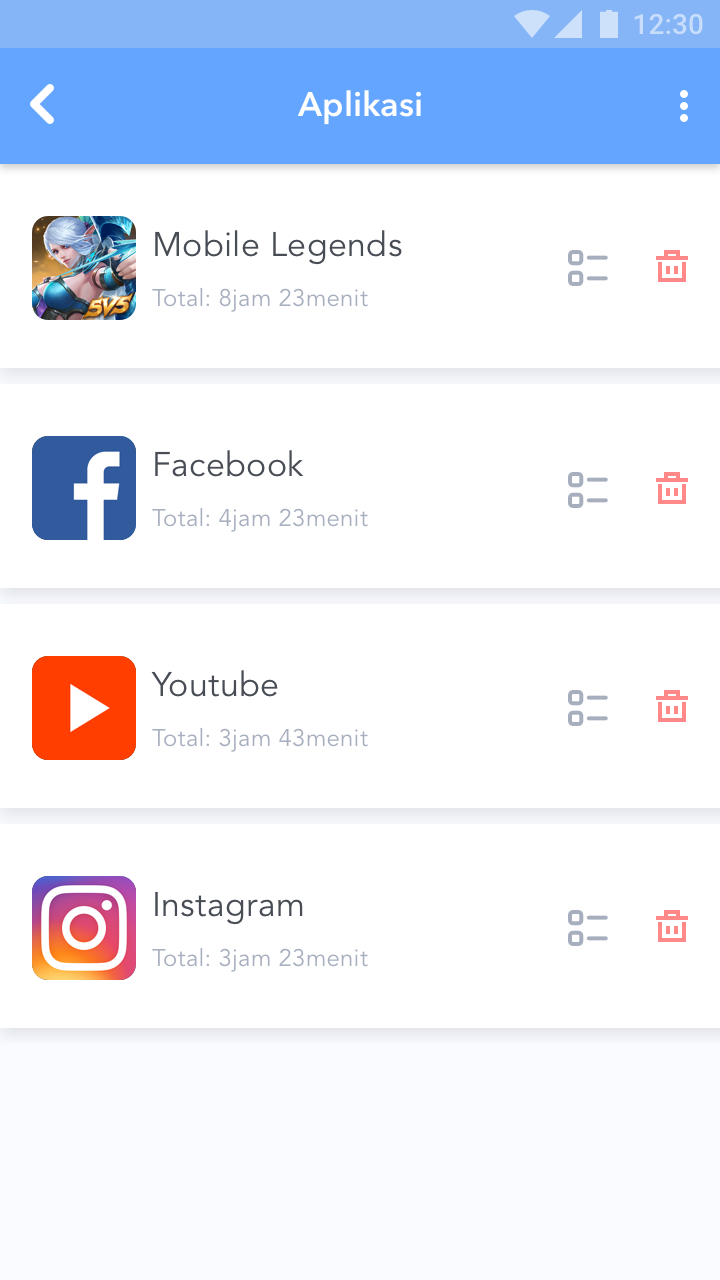 12:30
Aplikasi
5V5
Mobile Legends
Total: 8jam 23menit
Facebook
Total: 4jam 23menit
Youtube
Total: 3jam 43menit
Instagram
Total: 3jam 23menit